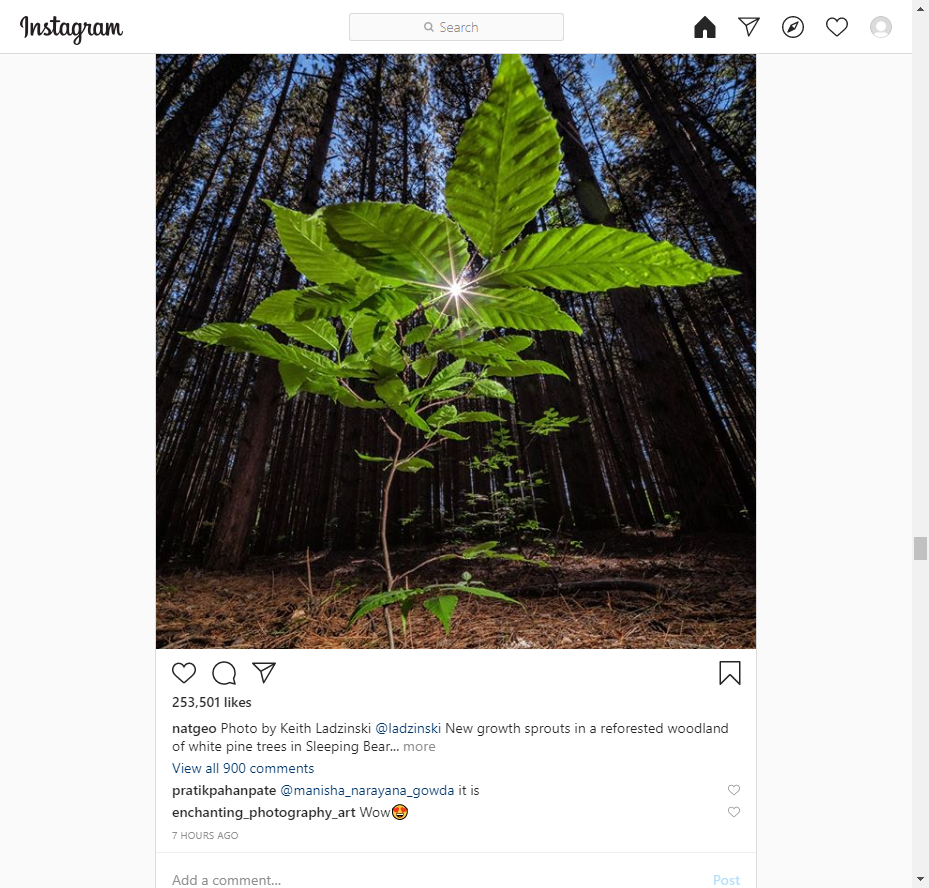 Instagram
Search
253,501 likes
natgeo Photo by Keith Ladzinski @ladzinski New growth sprouts in a reforested woodland
of white pine trees in Sleeping Bear... more
View all 900 comments
pratikpahanpate @manisha_narayana_gowda it is
enchanting_photography_art Wow🤩
7 HOURS AGO
Add a comment... Post